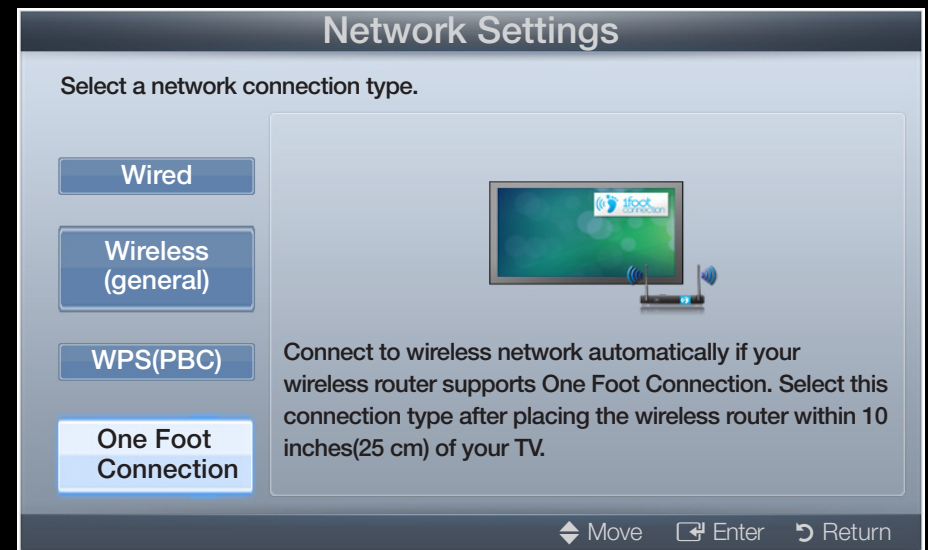 Network Settings
Select a network connection type.
Wired
Wireless
(general)
WPS(PBC)
One Foot
Connection
1foot
connection
Connect to wireless network automatically if your
wireless router supports One Foot Connection. Select this
connection type after placing the wireless router within 10
inches(25 cm) of your TV.
Move Enter Return